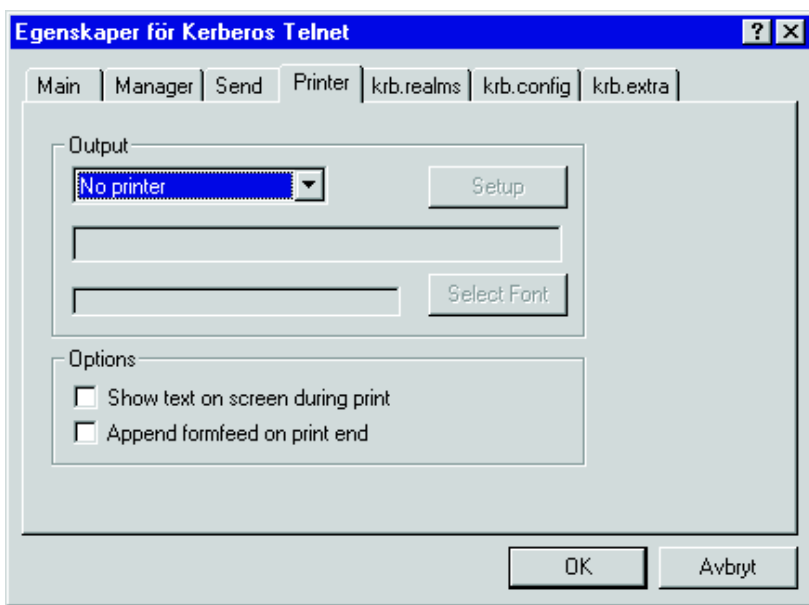 Egenskaper för Kerberos Telnet
Main Manager Send Printer krb.realms krb.config krb.extra
Output
No printer Setup
Select Font
Options
Show text on screen during print
Append formfeed on print end
OK Avbryt